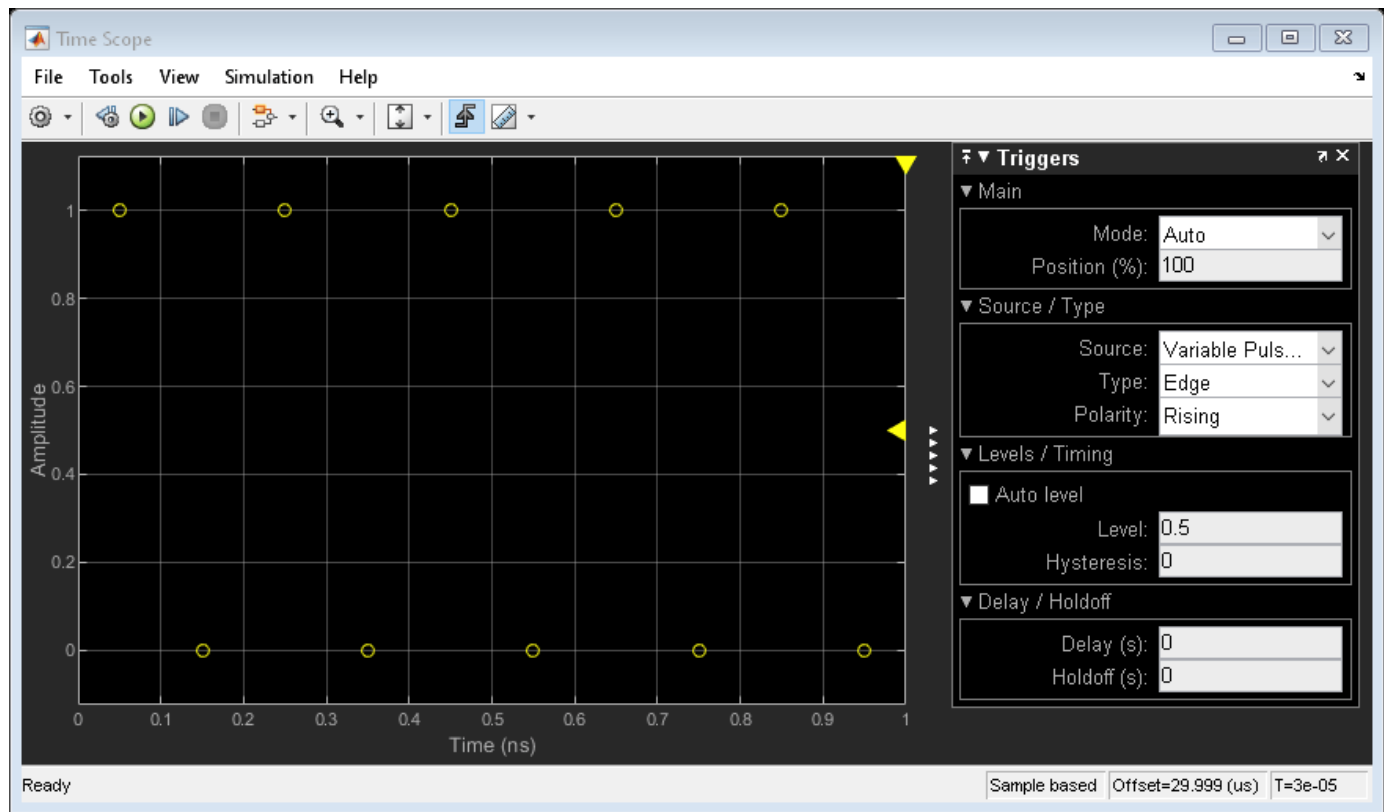 Time Scope
File Tools View Simulation Help
1
0.8
0.6
0.4
0.2
0
Amplitude
0 0.1 0.2 0.3 0.4 0.5 0.6 0.7 0.8 0.9 1
Time (ns)
Triggers
Main
Mode: Auto
Position (%): 100
Source / Type
Source: Variable Puls...
Type: Edge
Polarity: Rising
Levels / Timing
Auto level
Level: 0.5
Hysteresis: 0
Delay / Holdoff
Delay (s): 0
Holdoff (s): 0
Ready Sample based Offset=29.999 (us) T=3e-05